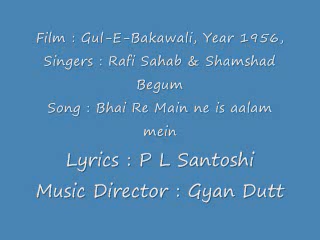 Film : Gul-E-Bakawali, Year 1956,
Singers : Rafi Sahab & Shamshad
Begum
Song : Bhai Re Main ne is aalam
mein
Lyrics : P L Santoshi
Music Director : Gyan Dutt